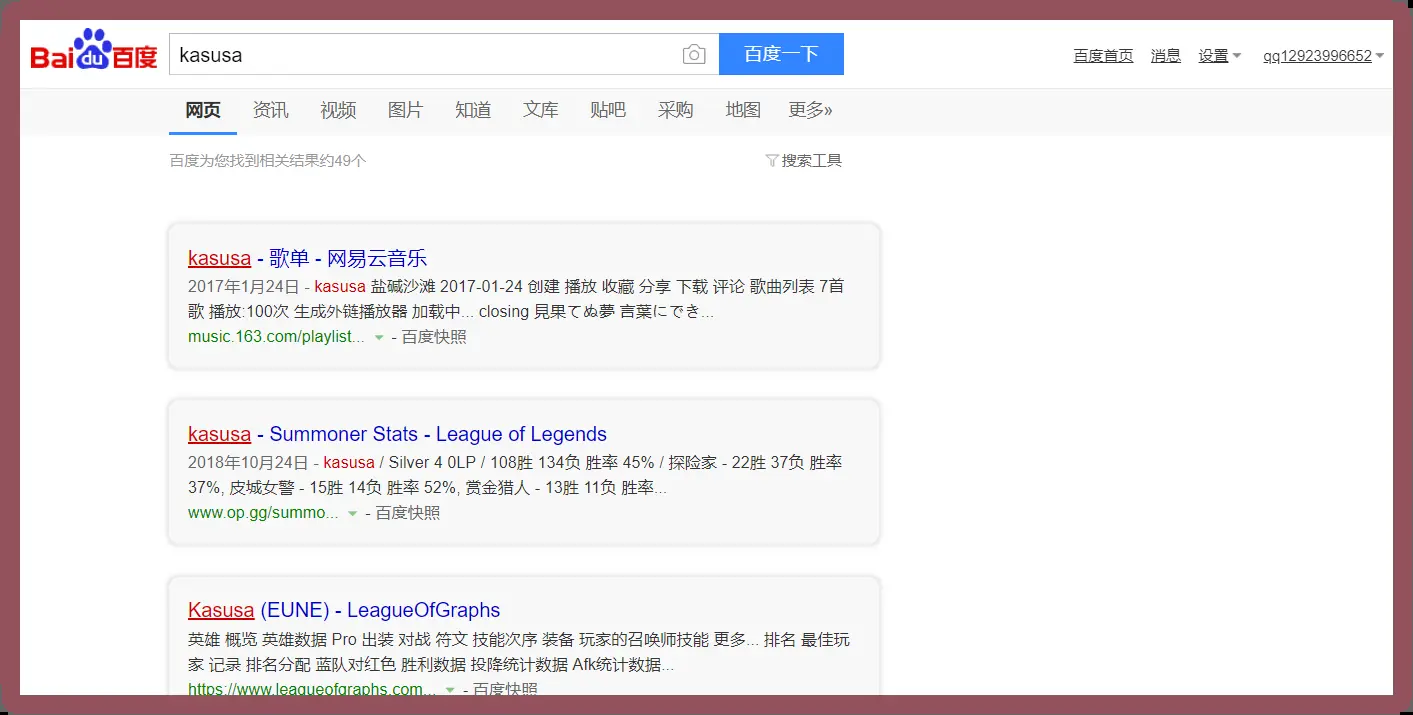 Bai du 百度
kasusa
百度一下
百度首页 消息 设置 qq12923996652
网页 资讯 视频 图片 知道 文库 贴吧 采购 地图 更多»
百度为您找到相关结果约49个
搜索工具
kasusa - 歌单 - 网易云音乐
2017年1月24日 - kasusa 盐碱沙滩 2017-01-24 创建 播放 收藏 分享 下载 评论 歌曲列表 7首
歌 播放:100次 生成外链播放器 加载中... closing 見果てぬ夢 言葉にでき...
music.163.com/playlist... - 百度快照
kasusa - Summoner Stats - League of Legends
2018年10月24日 - kasusa / Silver 4 0LP / 108胜 134负 胜率 45% / 探险家 - 22胜 37负 胜率
37%, 皮城女警 - 15胜 14负 胜率 52%, 赏金猎人 - 13胜 11负 胜率...
www.op.gg/summo... - 百度快照
Kasusa (EUNE) - LeagueOfGraphs
英雄 概览 英雄数据 Pro 出装 对战 符文 技能次序 装备 玩家的召唤师技能 更多... 排名 最佳玩
家 记录 排名分配 蓝队对红色 胜利数据 投降统计数据 Afk统计数据...
https://www.leagueofgraphs.com... - 百度快照